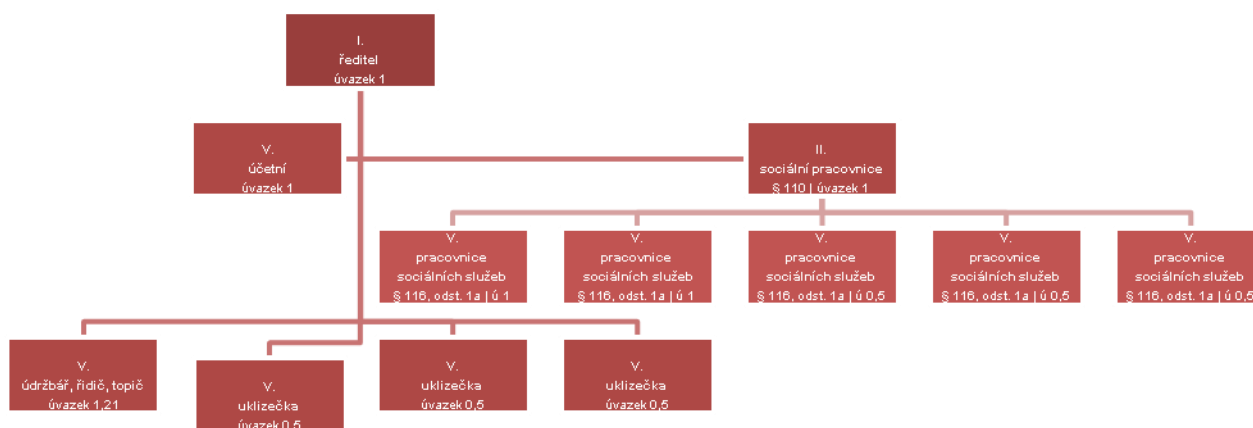 I.
ředitel
úvazek 1
V.
účetní
úvazek 1
II.
sociální pracovnice
§ 110 | úvazek 1
V.
pracovnice
sociálních služeb
§ 116, odst. 1a | ú 1
V.
pracovnice
sociálních služeb
§ 116, odst. 1a | ú 1
V.
pracovnice
sociálních služeb
§ 116, odst. 1a | ú 0,5
V.
pracovnice
sociálních služeb
§ 116, odst. 1a | ú 0,5
V.
pracovnice
sociálních služeb
§ 116, odst. 1a | ú 0,5
V.
údržbář, řidič, topič
úvazek 1,21
V.
uklizečka
úvazek 0,5
V.
uklizečka
úvazek 0,5
V.
uklizečka
úvazek 0,5